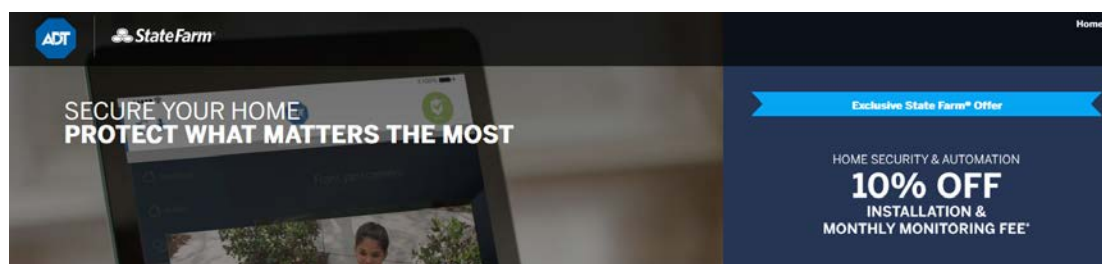 ADT
StateFarm
Home
SECURE YOUR HOME
PROTECT WHAT MATTERS THE MOST
Exclusive State Farm® Offer
HOME SECURITY & AUTOMATION
10% OFF
INSTALLATION &
MONTHLY MONITORING FEE*